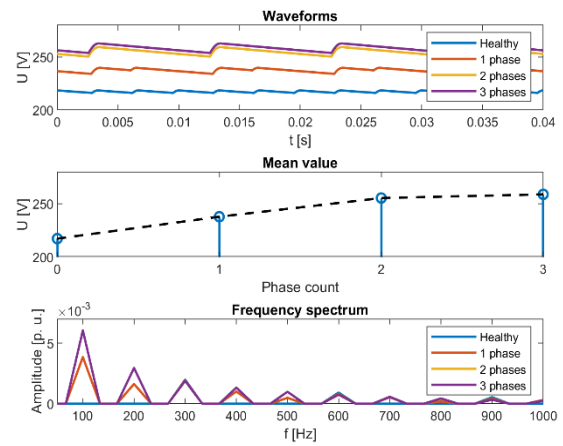 Waveforms
U [V]
250
200
Healthy
1 phase
2 phases
3 phases
0 0.005 0.01 0.015 0.02 0.025 0.03 0.035 0.04
t [s]
Mean value
U [V]
250
200
0 1 2 3
Phase count
×10-3
Frequency spectrum
Amplitude [p. u.]
5
0
Healthy
1 phase
2 phases
3 phases
100 200 300 400 500 600 700 800 900 1000
f [Hz]